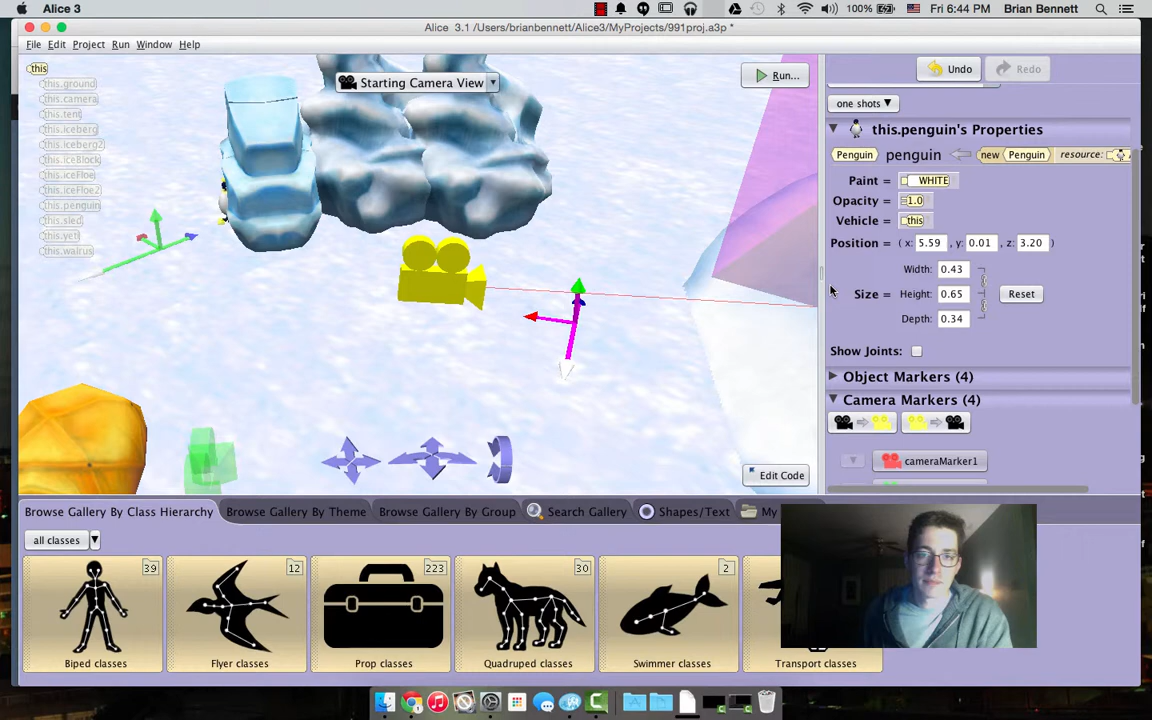 Alice 3
100%
Fri 6:44 PM
Brian Bennett
Alice 3.1 /Users/brianbennett/Alice3/MyProjects/991proj.a3p *
File Edit Project Run Window Help
this
this.ground
this.camera
this.tent
this.iceberg
this.iceberg2
this.iceBlock
this.iceFloe
this.iceFloe2
this.penguin
this.sled
this.yeti
this.walrus
Starting Camera View
Run...
Undo
Redo
one shots
this.penguin's Properties
Penguin penguin new Penguin resource:
Paint = WHITE
Opacity = 1.0
Vehicle = this
Position = ( x: 5.59 , y: 0.01 , z: 3.20 )
Width: 0.43
Size = Height: 0.65 Reset
Depth: 0.34
Show Joints:
Object Markers (4)
Camera Markers (4)
cameraMarker1
Edit Code
Browse Gallery By Class Hierarchy
Browse Gallery By Theme
Browse Gallery By Group
Search Gallery
Shapes/Text
My
all classes
39
12
223
30
2
Biped classes
Flyer classes
Prop classes
Quadruped classes
Swimmer classes
Transport classes